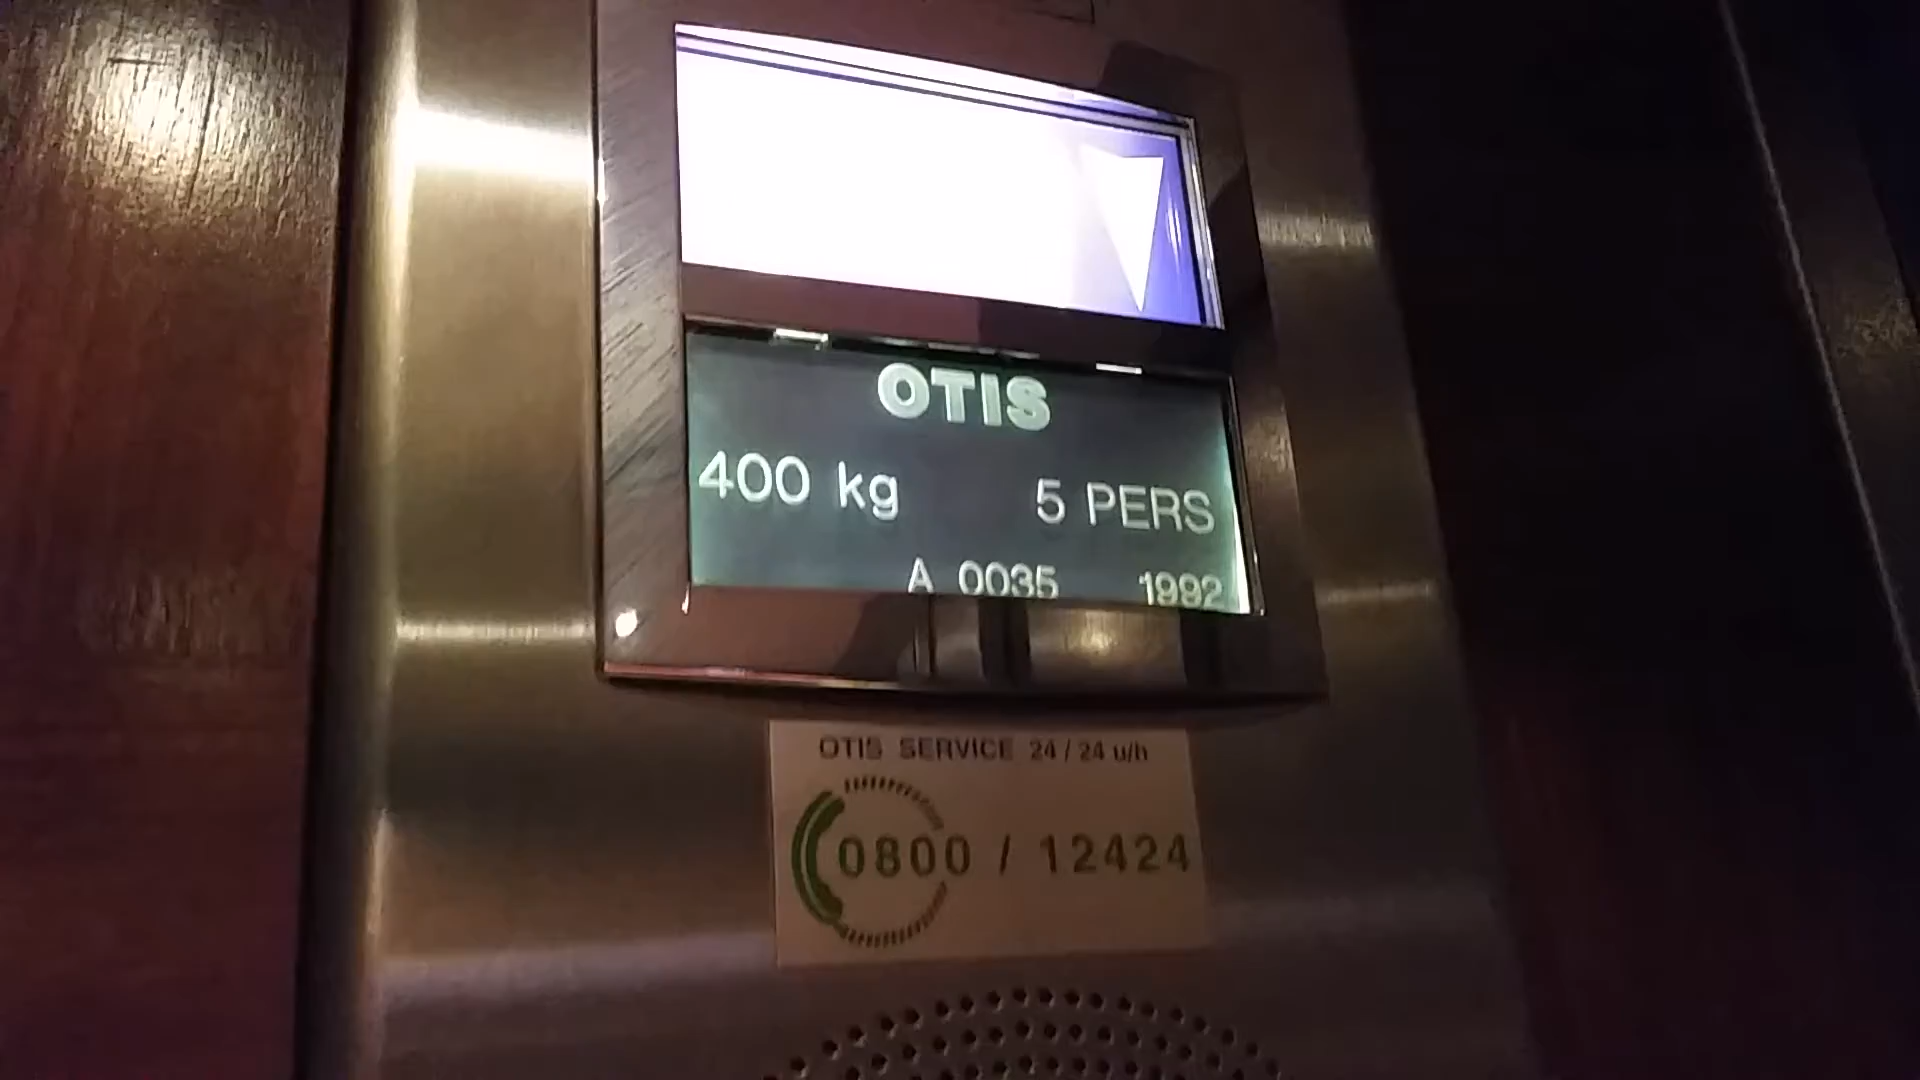 OTIS
400 kg 5 PERS
A 0035 1992
OTIS SERVICE 24 / 24 u/h
0800 / 12424